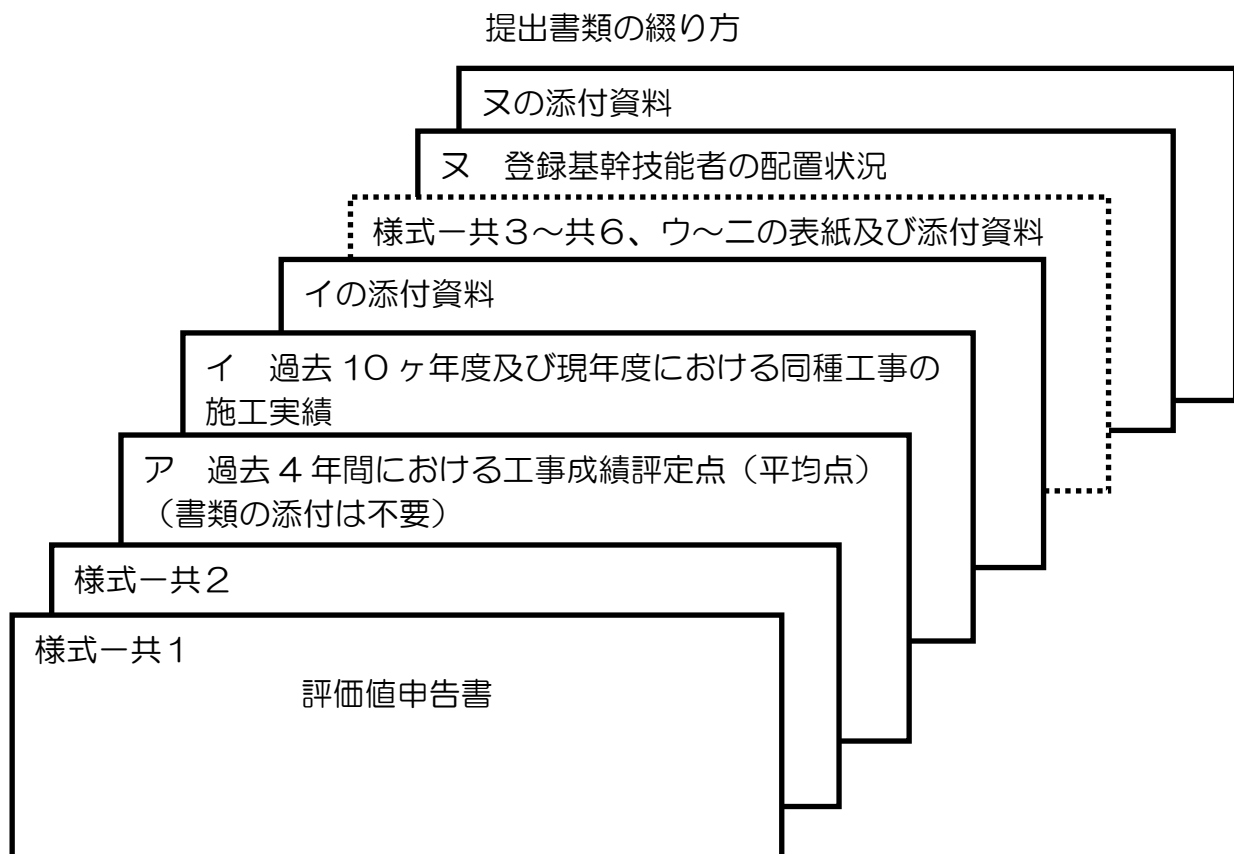 提出書類の綴り方
ヌの添付資料
ヌ　登録基幹技能者の配置状況
様式－共３～共６、ウ～ニの表紙及び添付資料
イの添付資料
イ　過去 10 ヶ年度及び現年度における同種工事の
施工実績
ア　過去 4 年間における工事成績評定点（平均点）
（書類の添付は不要）
様式－共２
様式－共１
評価値申告書